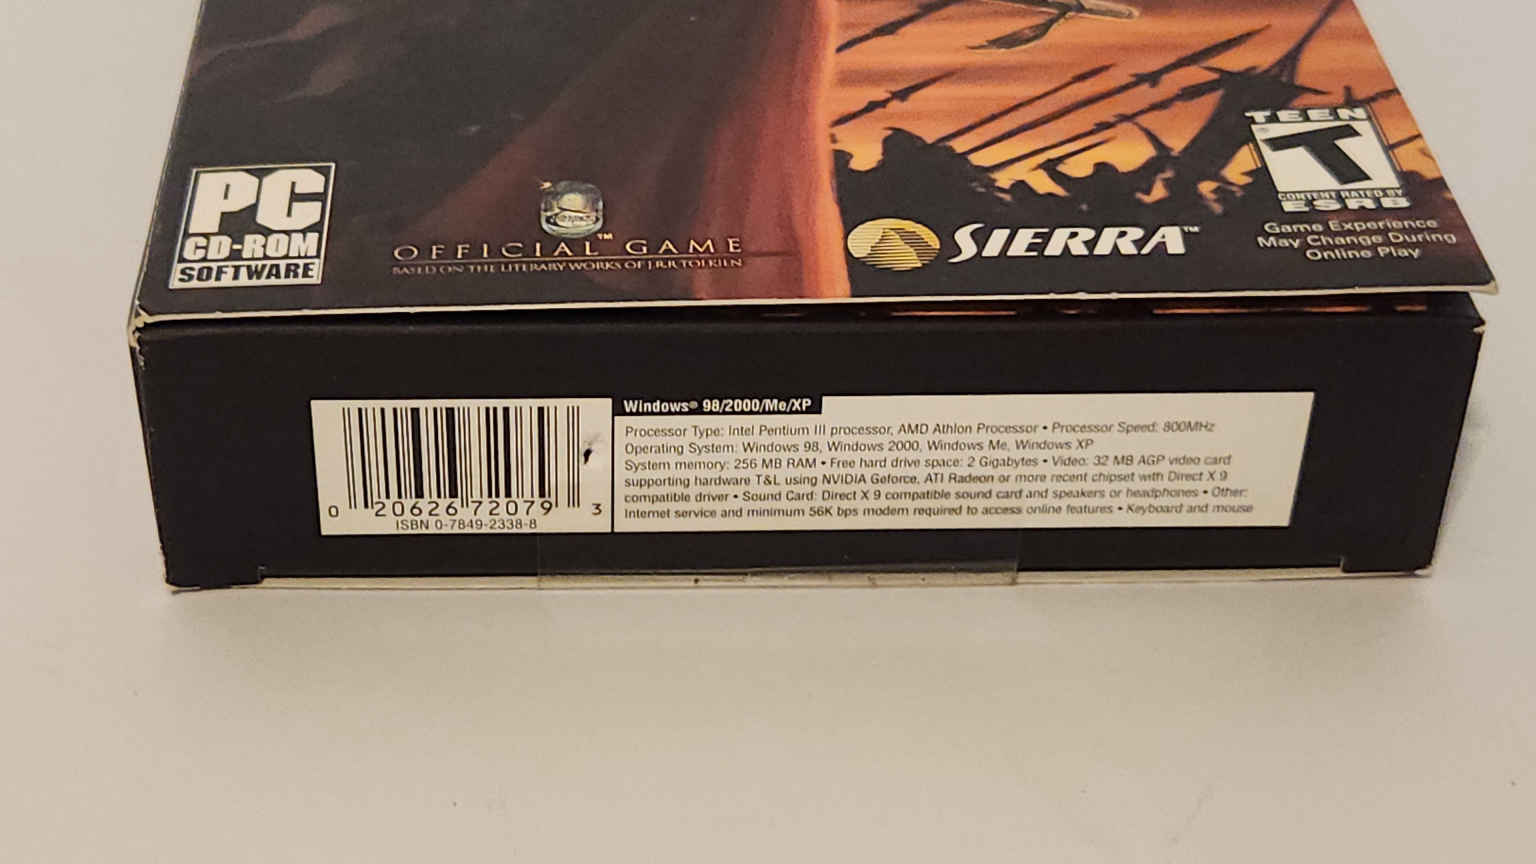 TEEN
T
CONTENT RATED BY
ESRB
PC
CD-ROM
SOFTWARE
OFFICIAL GAME™
BASED ON THE LITERARY WORKS OF J.R.R. TOLKIEN
SIERRA™
Game Experience
May Change During
Online Play
0 20626 72079 3
ISBN 0-7849-2338-8
Windows® 98/2000/Me/XP
Processor Type: Intel Pentium III processor, AMD Athlon Processor • Processor Speed: 800MHz
Operating System: Windows 98, Windows 2000, Windows Me, Windows XP
System memory: 256 MB RAM • Free hard drive space: 2 Gigabytes • Video: 32 MB AGP video card
supporting hardware T&L using NVIDIA Geforce, ATI Radeon or more recent chipset with Direct X 9
compatible driver • Sound Card: Direct X 9 compatible sound card and speakers or headphones • Other:
Internet service and minimum 56K bps modem required to access online features • Keyboard and mouse